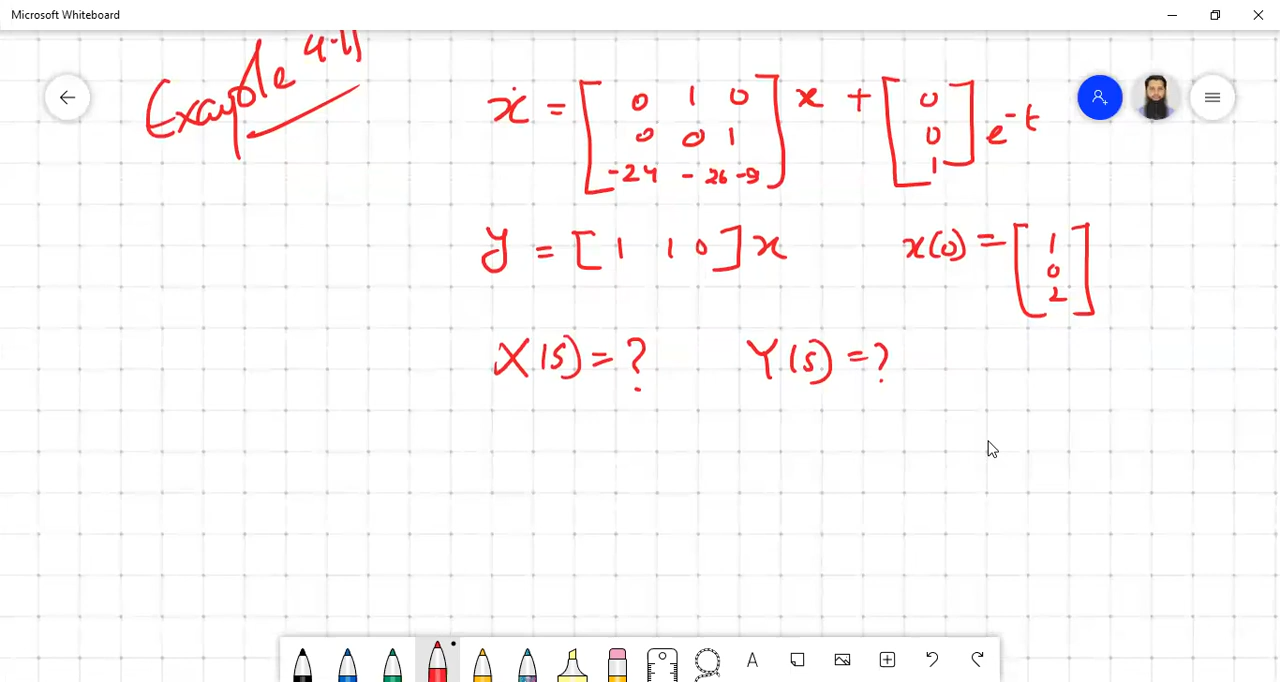 Microsoft Whiteboard
Example 4.11
ẋ = [0 1 0; 0 0 1; -24 -26 -9] x + [0; 0; 1] e^-t
y = [1 1 0] x x(0) = [1; 0; 2]
X(s) = ? Y(s) = ?
A